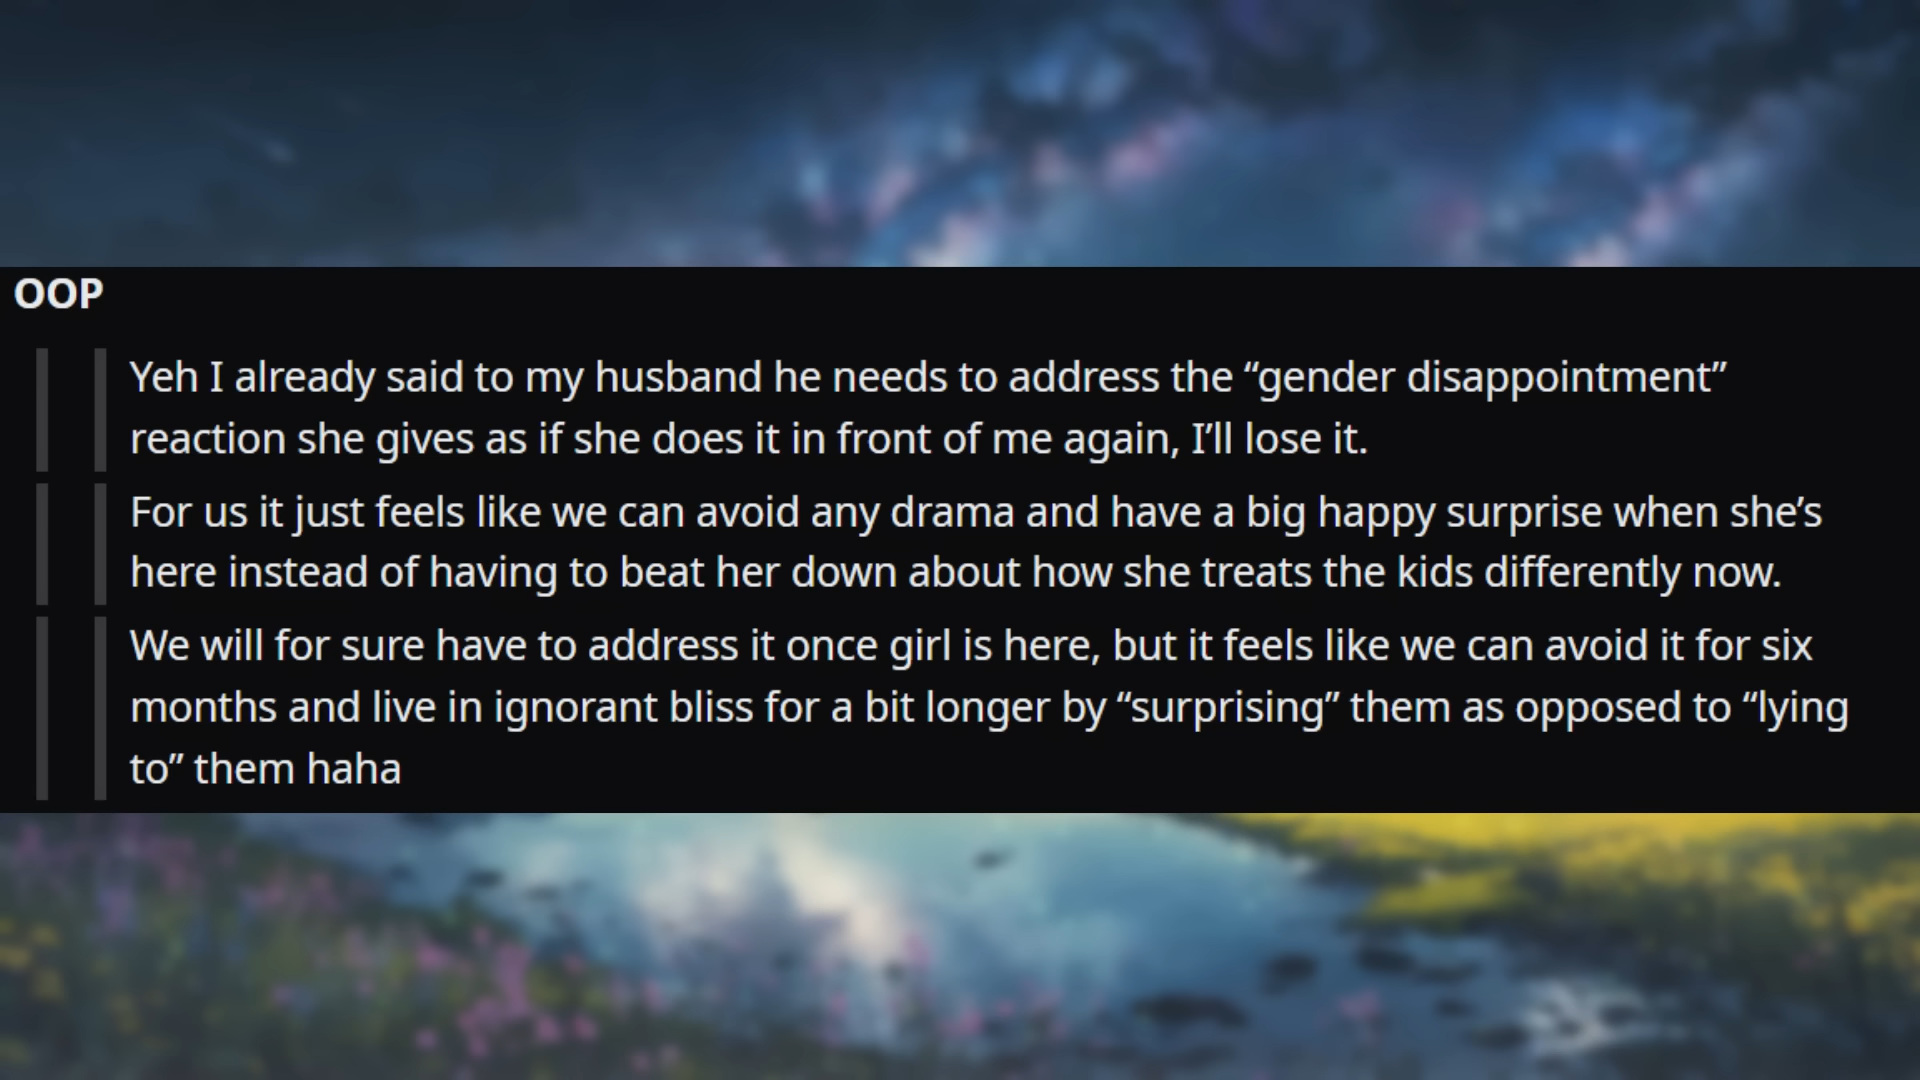 OOP
Yeh I already said to my husband he needs to address the “gender disappointment”
reaction she gives as if she does it in front of me again, I’ll lose it.
For us it just feels like we can avoid any drama and have a big happy surprise when she’s
here instead of having to beat her down about how she treats the kids differently now.
We will for sure have to address it once girl is here, but it feels like we can avoid it for six
months and live in ignorant bliss for a bit longer by “surprising” them as opposed to “lying
to” them haha